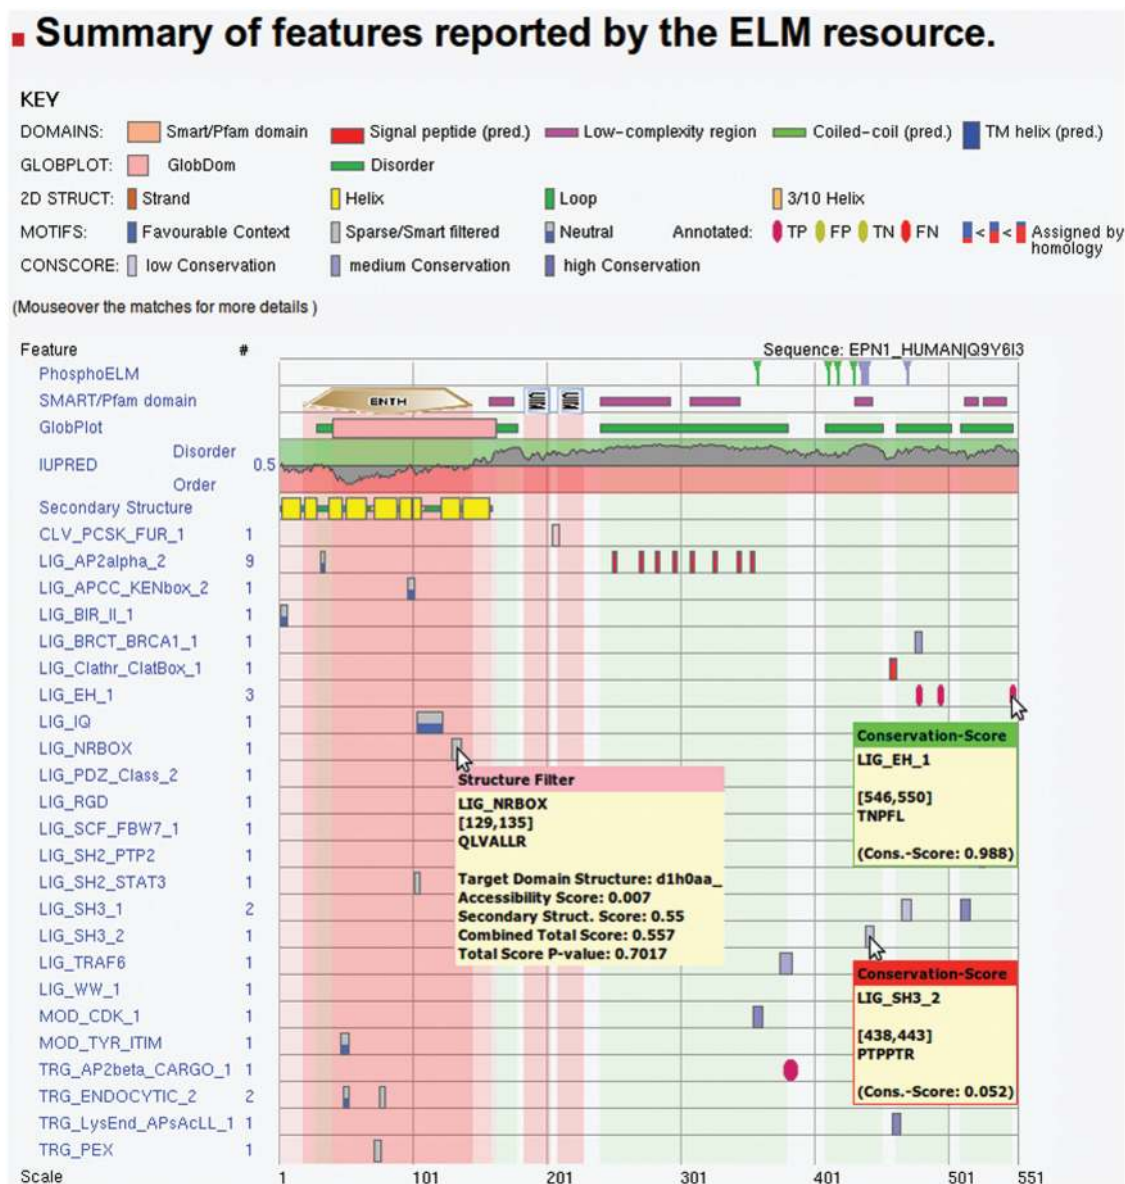 Summary of features reported by the ELM resource.
KEY
DOMAINS: Smart/Pfam domain Signal peptide (pred.) Low-complexity region Coiled-coil (pred.) TM helix (pred.)
GLOBPLOT: GlobDom Disorder
2D STRUCT: Strand Helix Loop 3/10 Helix
MOTIFS: Favourable Context Sparse/Smart filtered Neutral Annotated: TP FP TN FN < < Assigned by homology
CONSCORE: low Conservation medium Conservation high Conservation
(Mouseover the matches for more details )
Feature # Sequence: EPN1_HUMAN|Q9Y6I3
PhosphoELM
SMART/Pfam domain ENTH UIM UIM
GlobPlot
Disorder
IUPRED 0.5
Order
Secondary Structure
CLV_PCSK_FUR_1 1
LIG_AP2alpha_2 9
LIG_APCC_KENbox_2 1
LIG_BIR_II_1 1
LIG_BRCT_BRCA1_1 1
LIG_Clathr_ClatBox_1 1
LIG_EH_1 3
LIG_IQ 1
LIG_NRBOX 1
LIG_PDZ_Class_2 1
LIG_RGD 1
LIG_SCF_FBW7_1 1
LIG_SH2_PTP2 1
LIG_SH2_STAT3 1
LIG_SH3_1 2
LIG_SH3_2 1
LIG_TRAF6 1
LIG_WW_1 1
MOD_CDK_1 1
MOD_TYR_ITIM 1
TRG_AP2beta_CARGO_1 1
TRG_ENDOCYTIC_2 2
TRG_LysEnd_APsAcLL_1 1
TRG_PEX 1
Scale 1 101 201 301 401 501 551
Structure Filter
LIG_NRBOX
[129,135]
QLVALLR
Target Domain Structure: d1h0aa_
Accessibility Score: 0.007
Secondary Struct. Score: 0.55
Combined Total Score: 0.557
Total Score P-value: 0.7017
Conservation-Score
LIG_EH_1
[546,550]
TNPFL
(Cons.-Score: 0.988)
Conservation-Score
LIG_SH3_2
[438,443]
PTPPTR
(Cons.-Score: 0.052)